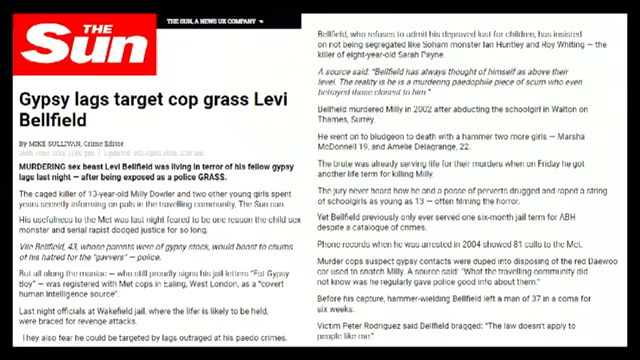 THE
Sun
THE SUN, A NEWS UK COMPANY
Gypsy lags target cop grass Levi
Bellfield
By MIKE SULLIVAN, Crime Editor
MURDERING sex beast Levi Bellfield was living in terror of his fellow gypsy
lags last night — after being exposed as a police GRASS.
The caged killer of 13-year-old Milly Dowler and two other young girls spent
years secretly informing on pals in the travelling community, The Sun can
His usefulness to the Met was last night feared to be one reason the child sex
monster and serial rapist dodged justice for so long.
Vile Bellfield, 43, whose parents were of gypsy stock, would boast to chums
of his hatred for the "gavvers" — police.
But all along the maniac — who still proudly signs his jail letters "Fat Gypsy
Boy" — was registered with Met cops in Ealing, West London, as a "covert
human intelligence source".
Last night officials at Wakefield jail, where the lifer is likely to be held,
were braced for revenge attacks.
They also fear he could be targeted by lags outraged at his paedo crimes.
Bellfield, who refuses to admit his depraved lust for children, has insisted
on not being segregated like Soham monster Ian Huntley and Roy Whiting — the
killer of eight-year-old Sarah Payne.
A source said: "Bellfield has always thought of himself as above their
level. The reality is he is a murdering paedophile piece of scum who even
betrayed those closest to him."
Bellfield murdered Milly in 2002 after abducting the schoolgirl in Walton on
Thames, Surrey.
He went on to bludgeon to death with a hammer two more girls — Marsha
McDonnell 19, and Amelie Delagrange, 22.
The brute was already serving life for their murders when on Friday he got
another life term for killing Milly.
The jury never heard how he and a posse of perverts drugged and raped a string
of schoolgirls as young as 13 — often filming the horror.
Yet Bellfield previously only ever served one six-month jail term for ABH
despite a catalogue of crimes.
Phone records when he was arrested in 2004 showed 81 calls to the Met.
Murder cops suspect gypsy contacts were duped into disposing of the red Daewoo
car used to snatch Milly. A source said: "What the travelling community did
not know was he regularly gave police good info about them."
Before his capture, hammer-wielding Bellfield left a man of 37 in a coma for
six weeks.
Victim Peter Rodriquez said Bellfield bragged: "The law doesn't apply to
people like me."